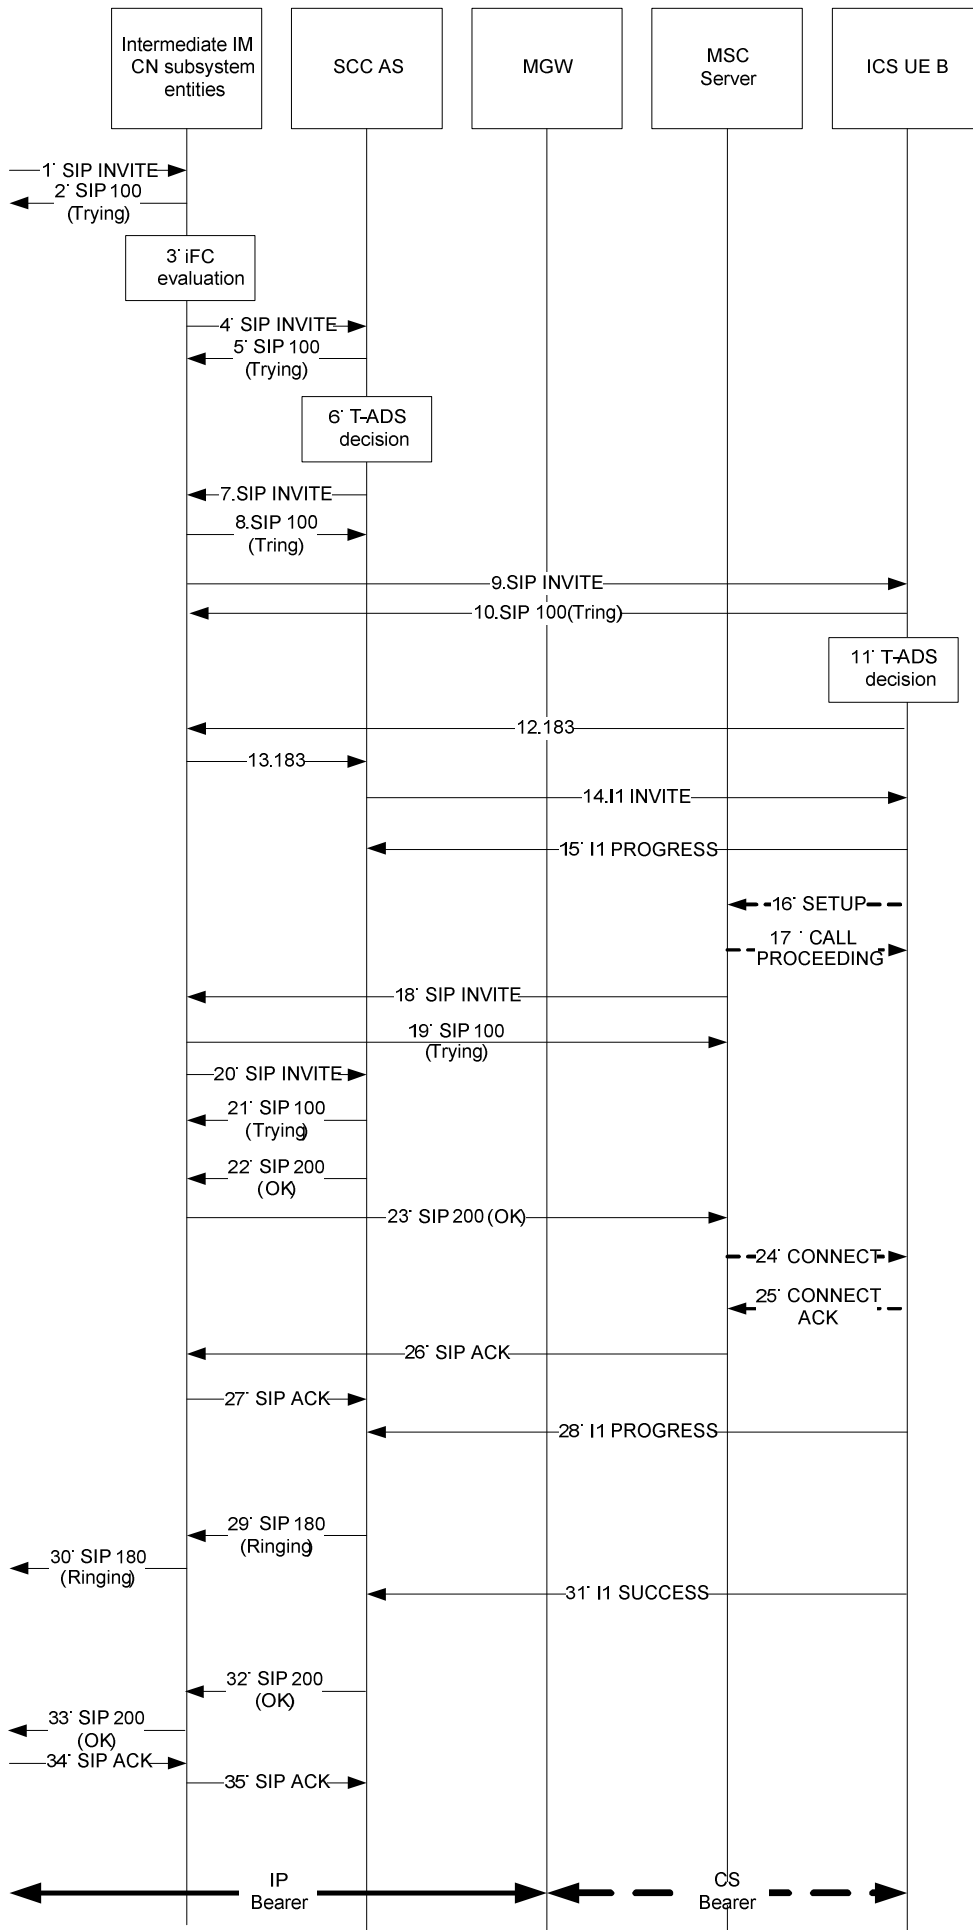 Intermediate IM
CN subsystem
entities
SCC AS
MGW
MSC
Server
ICS UE B
1. SIP INVITE
2. SIP 100
(Trying)
3. iFC
evaluation
4. SIP INVITE
5. SIP 100
(Trying)
6. T-ADS
decision
7.SIP INVITE
8.SIP 100
(Tring)
9.SIP INVITE
10.SIP 100(Tring)
11. T-ADS
decision
12.183
13.183
14.I1 INVITE
15. I1 PROGRESS
16. SETUP
17 . CALL
PROCEEDING
18. SIP INVITE
19. SIP 100
(Trying)
20. SIP INVITE
21. SIP 100
(Trying)
22. SIP 200
(OK)
23. SIP 200 (OK)
24. CONNECT
25. CONNECT
ACK
26. SIP ACK
27. SIP ACK
28. I1 PROGRESS
29. SIP 180
(Ringing)
30. SIP 180
(Ringing)
31. I1 SUCCESS
32. SIP 200
(OK)
33. SIP 200
(OK)
34. SIP ACK
35. SIP ACK
IP
Bearer
CS
Bearer